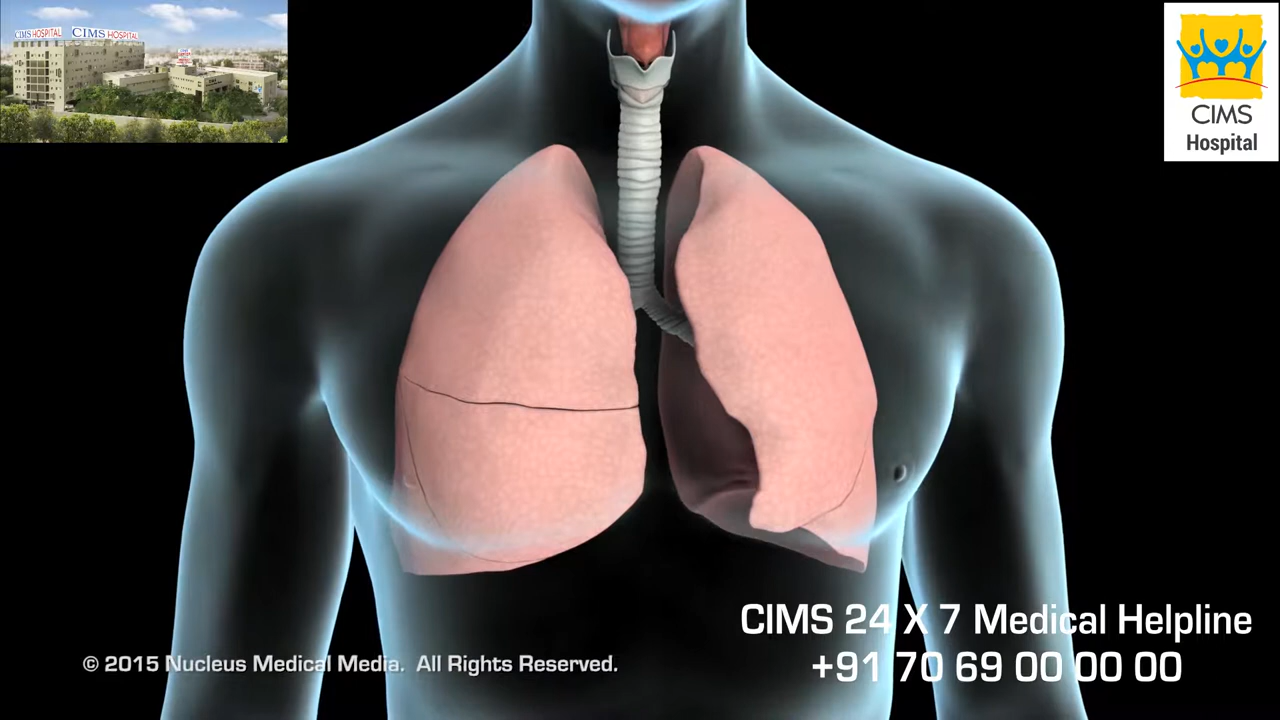 CIMS HOSPITAL CIMS HOSPITAL
CIMS
Hospital
CIMS 24 X 7 Medical Helpline
+91 70 69 00 00 00
© 2015 Nucleus Medical Media. All Rights Reserved.